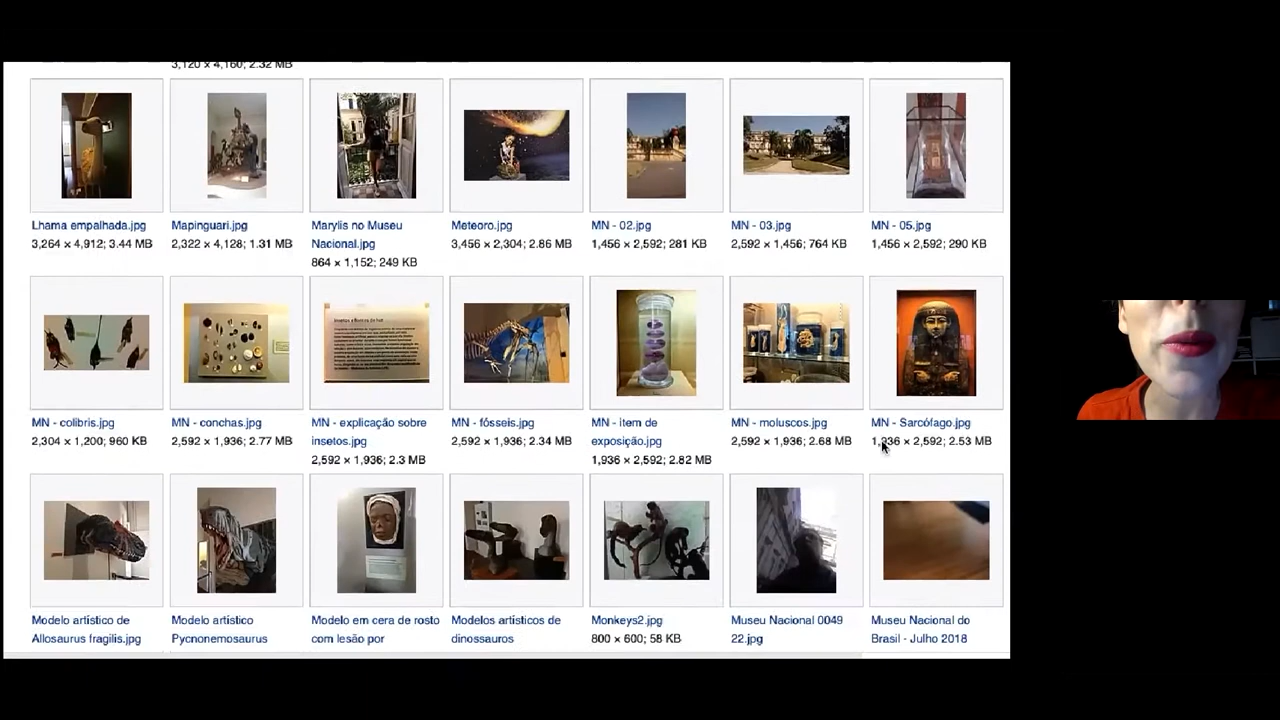 3,120 × 4,160; 2.32 MB
Lhama empalhada.jpg
3,264 × 4,912; 3.44 MB
Mapinguari.jpg
2,322 × 4,128; 1.31 MB
Marylis no Museu
Nacional.jpg
864 × 1,152; 249 KB
Meteoro.jpg
3,456 × 2,304; 2.86 MB
MN - 02.jpg
1,456 × 2,592; 281 KB
MN - 03.jpg
2,592 × 1,456; 764 KB
MN - 05.jpg
1,456 × 2,592; 290 KB
MN - colibris.jpg
2,304 × 1,200; 960 KB
MN - conchas.jpg
2,592 × 1,936; 2.77 MB
MN - explicação sobre
insetos.jpg
2,592 × 1,936; 2.3 MB
MN - fósseis.jpg
2,592 × 1,936; 2.34 MB
MN - item de
exposição.jpg
1,936 × 2,592; 2.82 MB
MN - moluscos.jpg
2,592 × 1,936; 2.68 MB
MN - Sarcófago.jpg
1,936 × 2,592; 2.53 MB
Modelo artístico de
Allosaurus fragilis.jpg
Modelo artístico
Pycnonemosaurus
Modelo em cera de rosto
com lesão por
Modelos artísticos de
dinossauros
Monkeys2.jpg
800 × 600; 58 KB
Museu Nacional 0049
22.jpg
Museu Nacional do
Brasil - Julho 2018